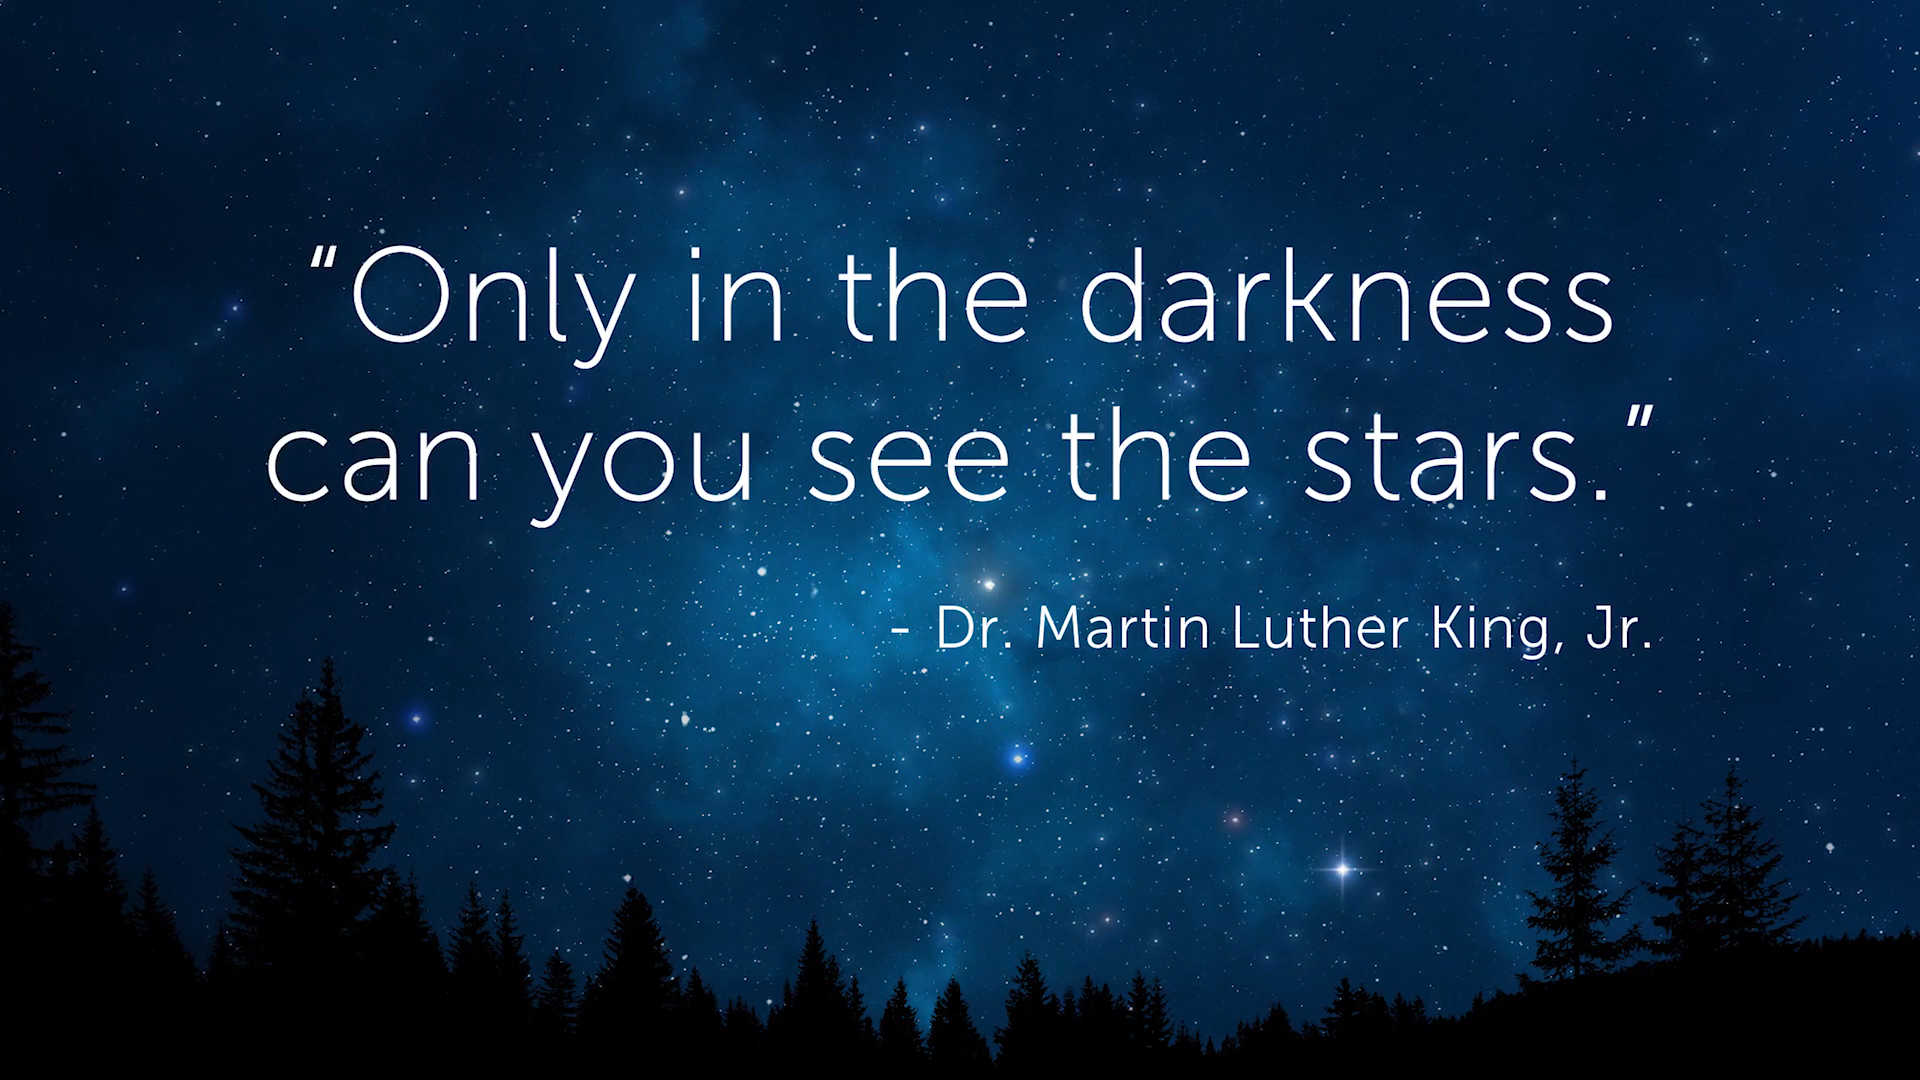 “Only in the darkness
can you see the stars.”
- Dr. Martin Luther King, Jr.